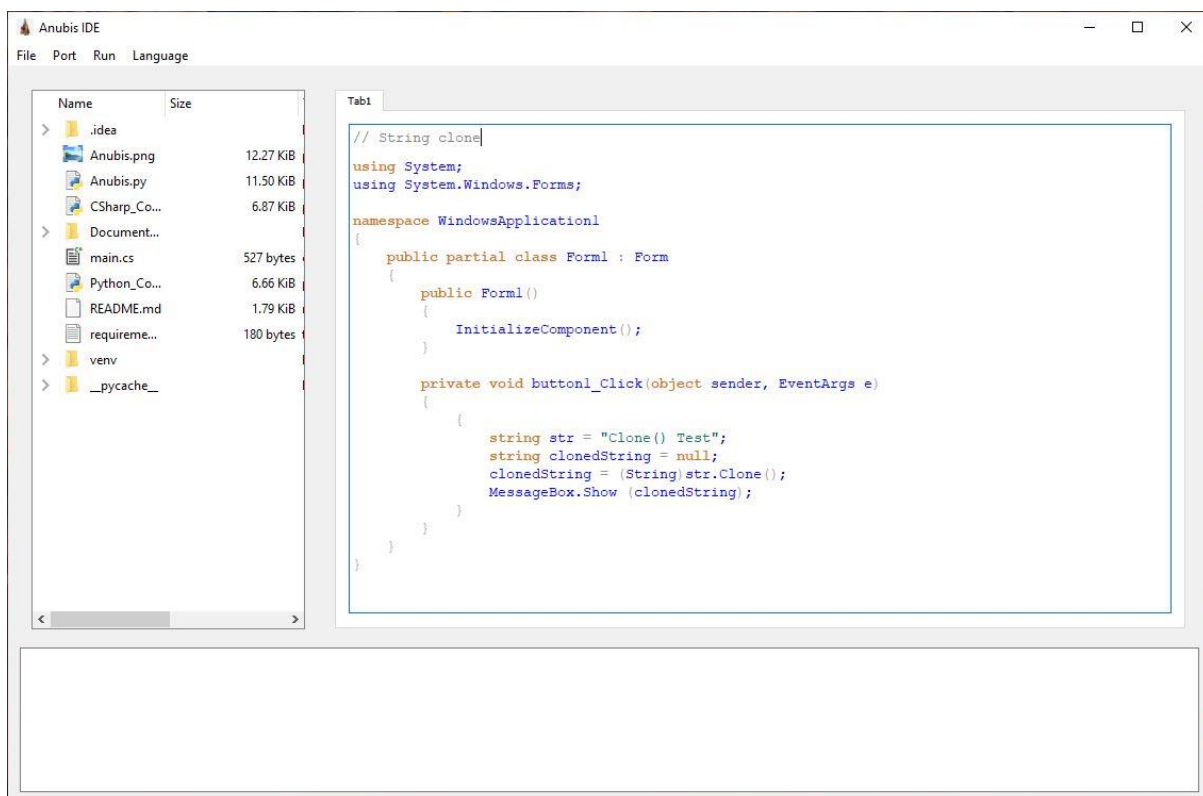 Anubis IDE
File Port Run Language
Name Size
.idea
Anubis.png 12.27 KiB
Anubis.py 11.50 KiB
CSharp_Co... 6.87 KiB
Document...
main.cs 527 bytes
Python_Co... 6.66 KiB
README.md 1.79 KiB
requireme... 180 bytes
venv
__pycache__
Tab1
// String clone
using System;
using System.Windows.Forms;
namespace WindowsApplication1
{
public partial class Form1 : Form
{
public Form1()
{
InitializeComponent();
}
private void button1_Click(object sender, EventArgs e)
{
{
string str = "Clone() Test";
string clonedString = null;
clonedString = (String)str.Clone();
MessageBox.Show (clonedString);
}
}
}
}